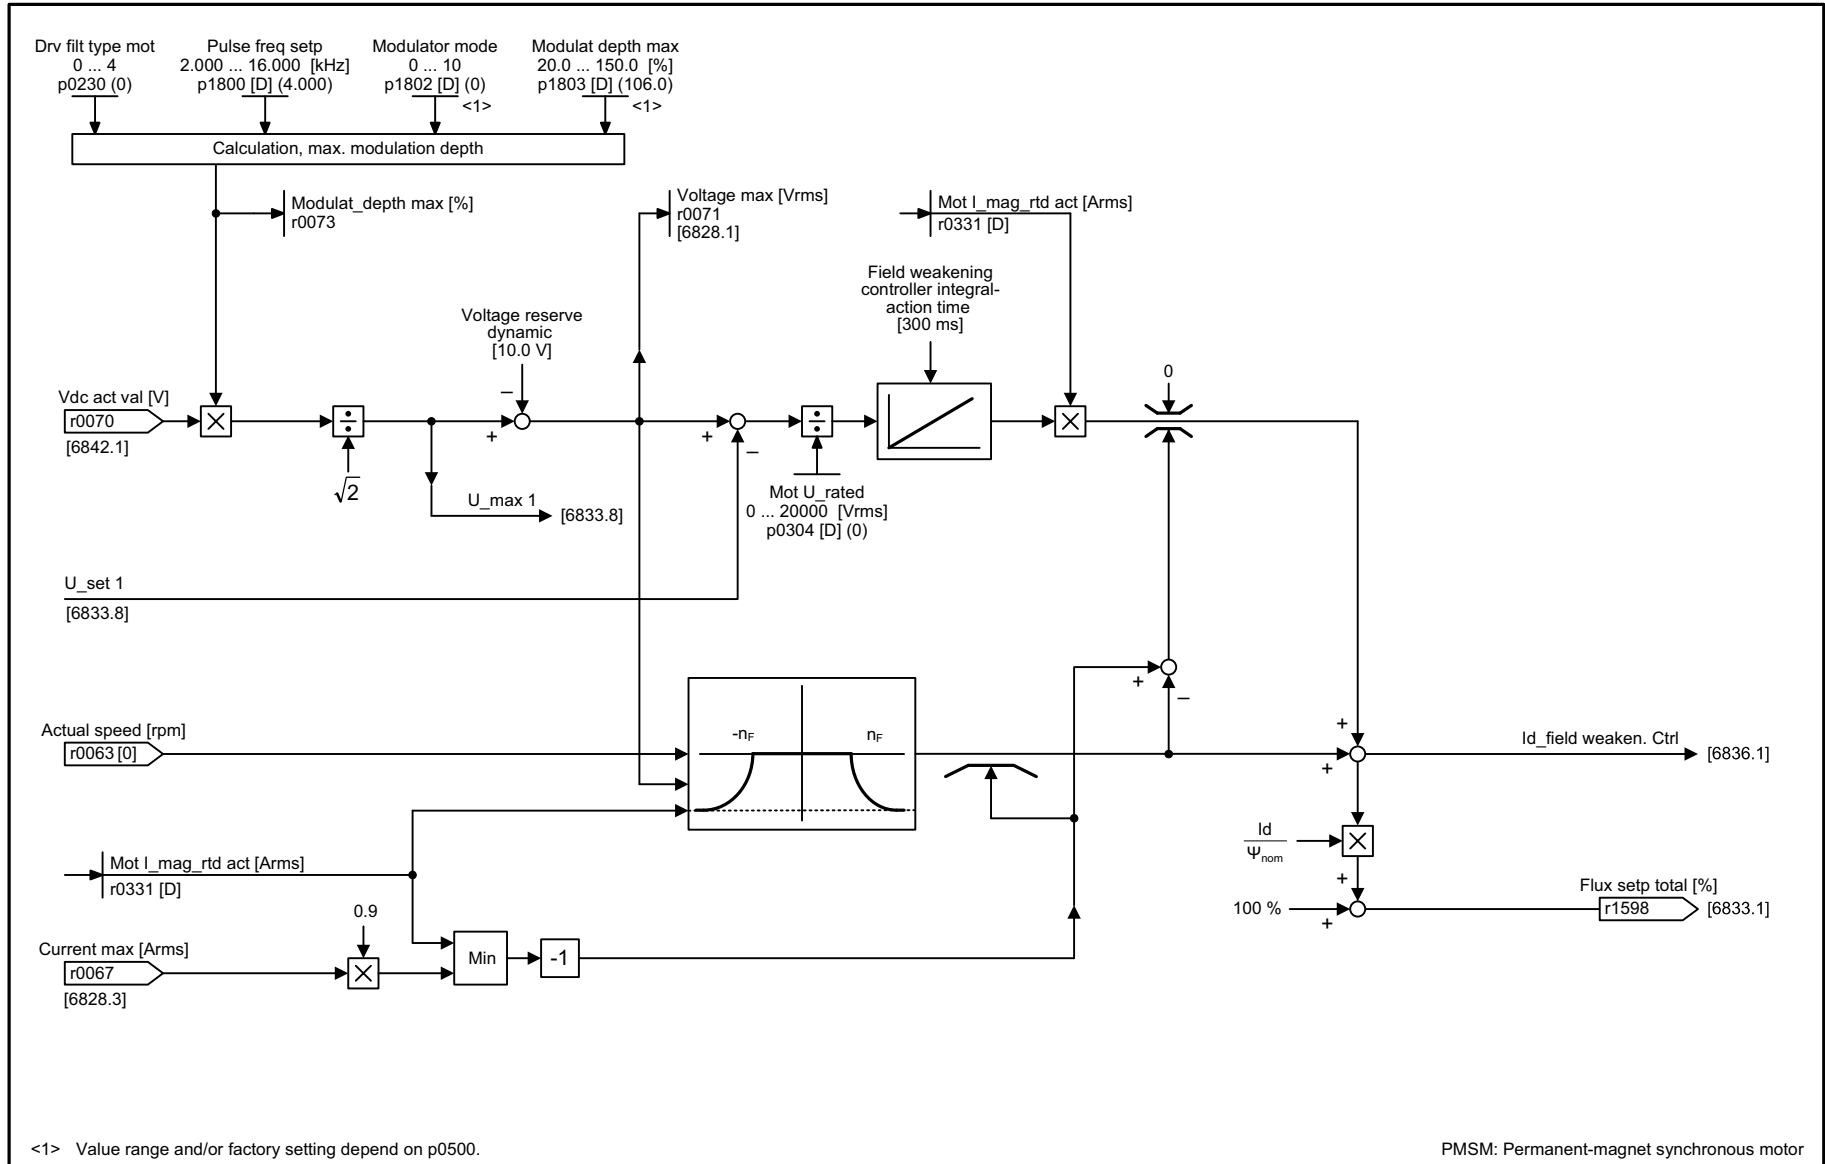 Drv filt type mot
0 ... 4
p0230 (0)
Pulse freq setp
2.000 ... 16.000 [kHz]
p1800 [D] (4.000)
Modulator mode
0 ... 10
p1802 [D] (0)
<1>
Modulat depth max
20.0 ... 150.0 [%]
p1803 [D] (106.0)
<1>
Calculation, max. modulation depth
Modulat_depth max [%]
r0073
Voltage max [Vrms]
r0071
[6828.1]
Mot I_mag_rtd act [Arms]
r0331 [D]
Field weakening
controller integral-
action time
[300 ms]
Voltage reserve
dynamic
[10.0 V]
–
0
Vdc act val [V]
r0070
[6842.1]
×
÷
√2
+
U_max 1
[6833.8]
+
–
÷
Mot U_rated
0 ... 20000 [Vrms]
p0304 [D] (0)
×
U_set 1
[6833.8]
+
–
Actual speed [rpm]
r0063 [0]
-nF
nF
+
+
Id_field weaken. Ctrl
[6836.1]
Id
Ψnom
×
Mot I_mag_rtd act [Arms]
r0331 [D]
+
100 %
+
Flux setp total [%]
r1598
[6833.1]
0.9
Current max [Arms]
r0067
[6828.3]
×
Min
-1
<1> Value range and/or factory setting depend on p0500.
PMSM: Permanent-magnet synchronous motor